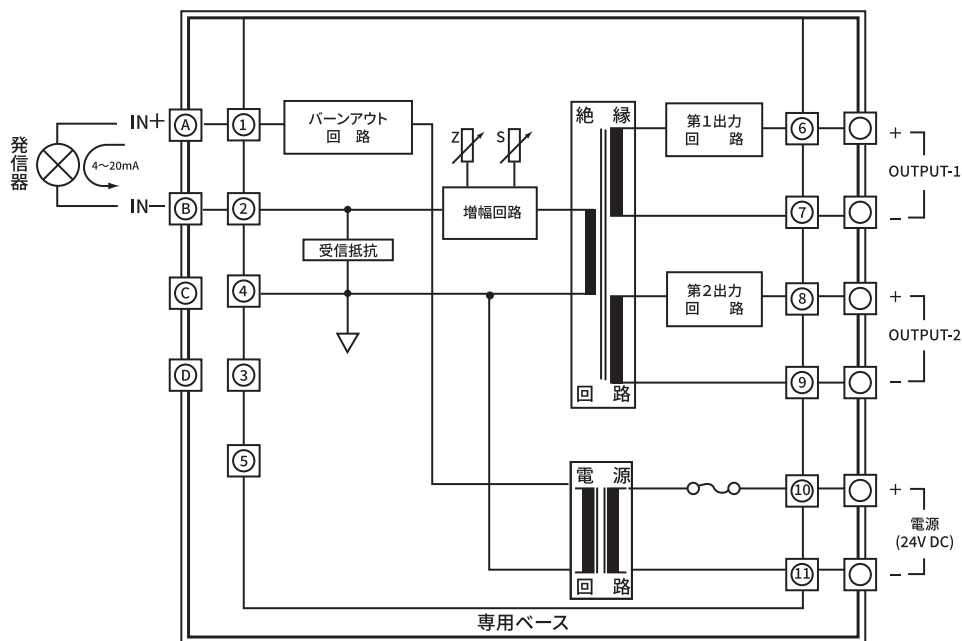 発信器
4～20mA
IN＋
IN－
A
B
C
D
1
2
4
3
5
バーンアウト
回 路
受信抵抗
Z
S
増幅回路
絶 縁
回 路
第1出力
回 路
第2出力
回 路
電 源
回 路
6
7
8
9
10
11
＋
OUTPUT-1
－
＋
OUTPUT-2
－
＋
電源
(24V DC)
－
専用ベース